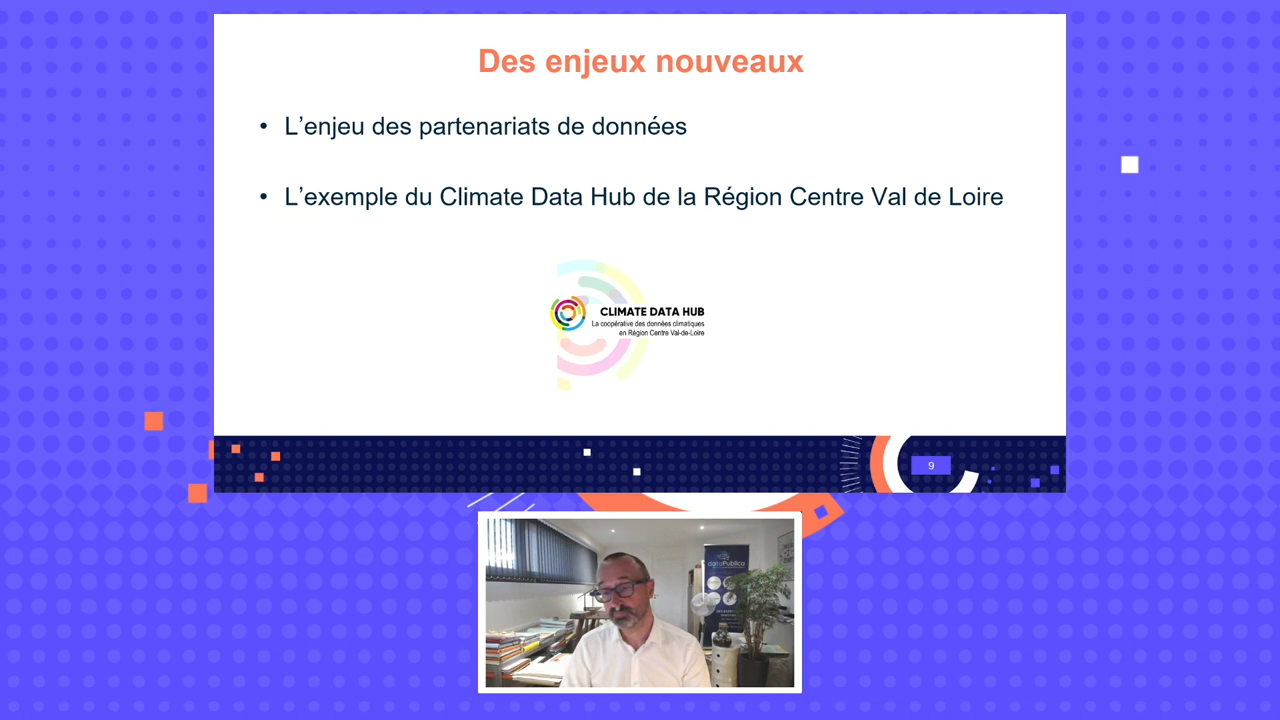 Des enjeux nouveaux
• L’enjeu des partenariats de données
• L’exemple du Climate Data Hub de la Région Centre Val de Loire
CLIMATE DATA HUB
La coopérative des données climatiques
en Région Centre Val-de-Loire
9